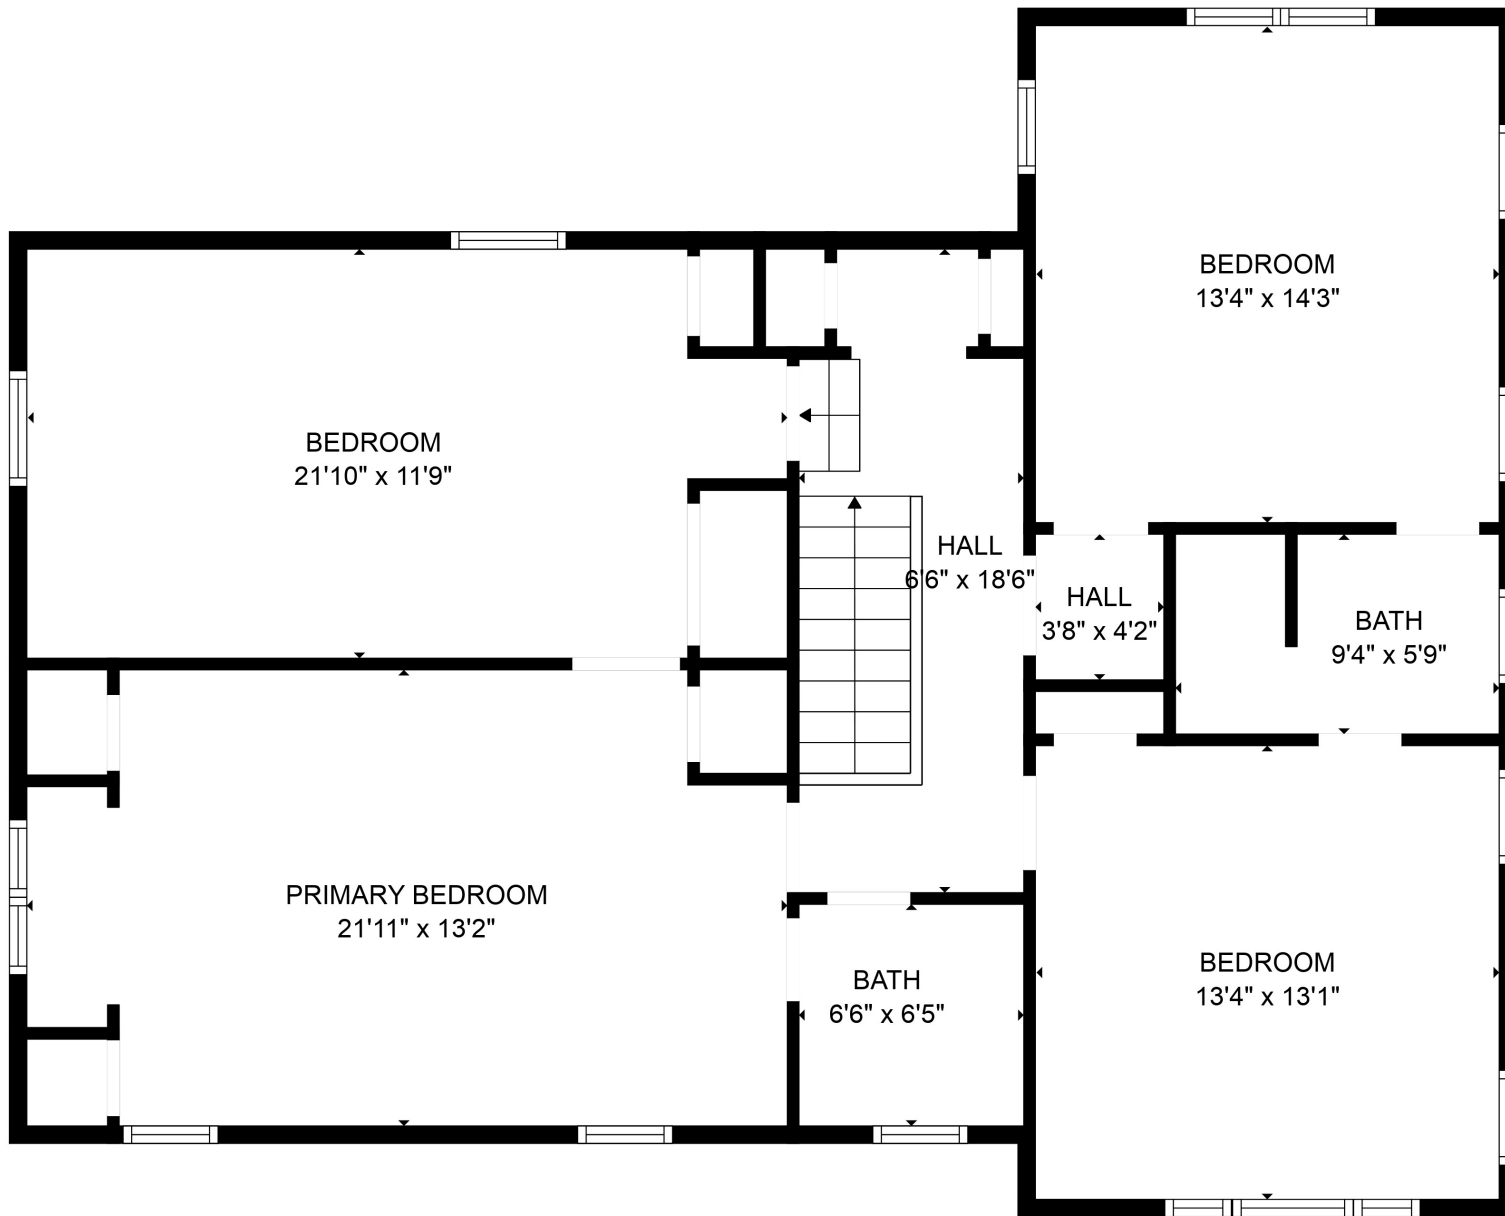 BEDROOM
13'4" x 14'3"
BEDROOM
21'10" x 11'9"
HALL
6'6" x 18'6"
HALL
3'8" x 4'2"
BATH
9'4" x 5'9"
PRIMARY BEDROOM
21'11" x 13'2"
BATH
6'6" x 6'5"
BEDROOM
13'4" x 13'1"